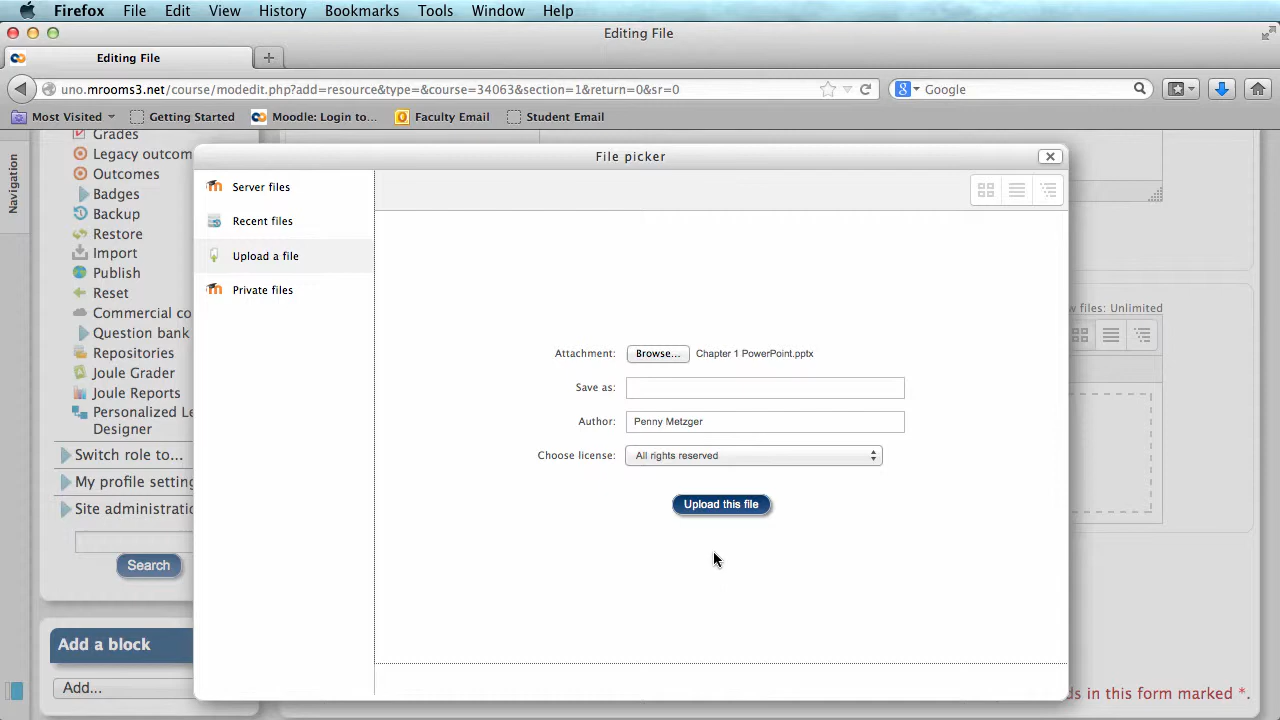 Firefox File Edit View History Bookmarks Tools Window Help
Editing File
Editing File
uno.mrooms3.net/course/modedit.php?add=resource&type=&course=34063&section=1&return=0&sr=0
Google
Most Visited Getting Started Moodle: Login to... Faculty Email Student Email
Navigation
Grades
Legacy outcom
Outcomes
Badges
Backup
Restore
Import
Publish
Reset
Commercial co
Question bank
Repositories
Joule Grader
Joule Reports
Personalized Le
Designer
Switch role to...
My profile setting
Site administratio
Search
Add a block
Add...
File picker
Server files
Recent files
Upload a file
Private files
Attachment: Browse... Chapter 1 PowerPoint.pptx
Save as:
Author: Penny Metzger
Choose license: All rights reserved
Upload this file
w files: Unlimited
ds in this form marked *.